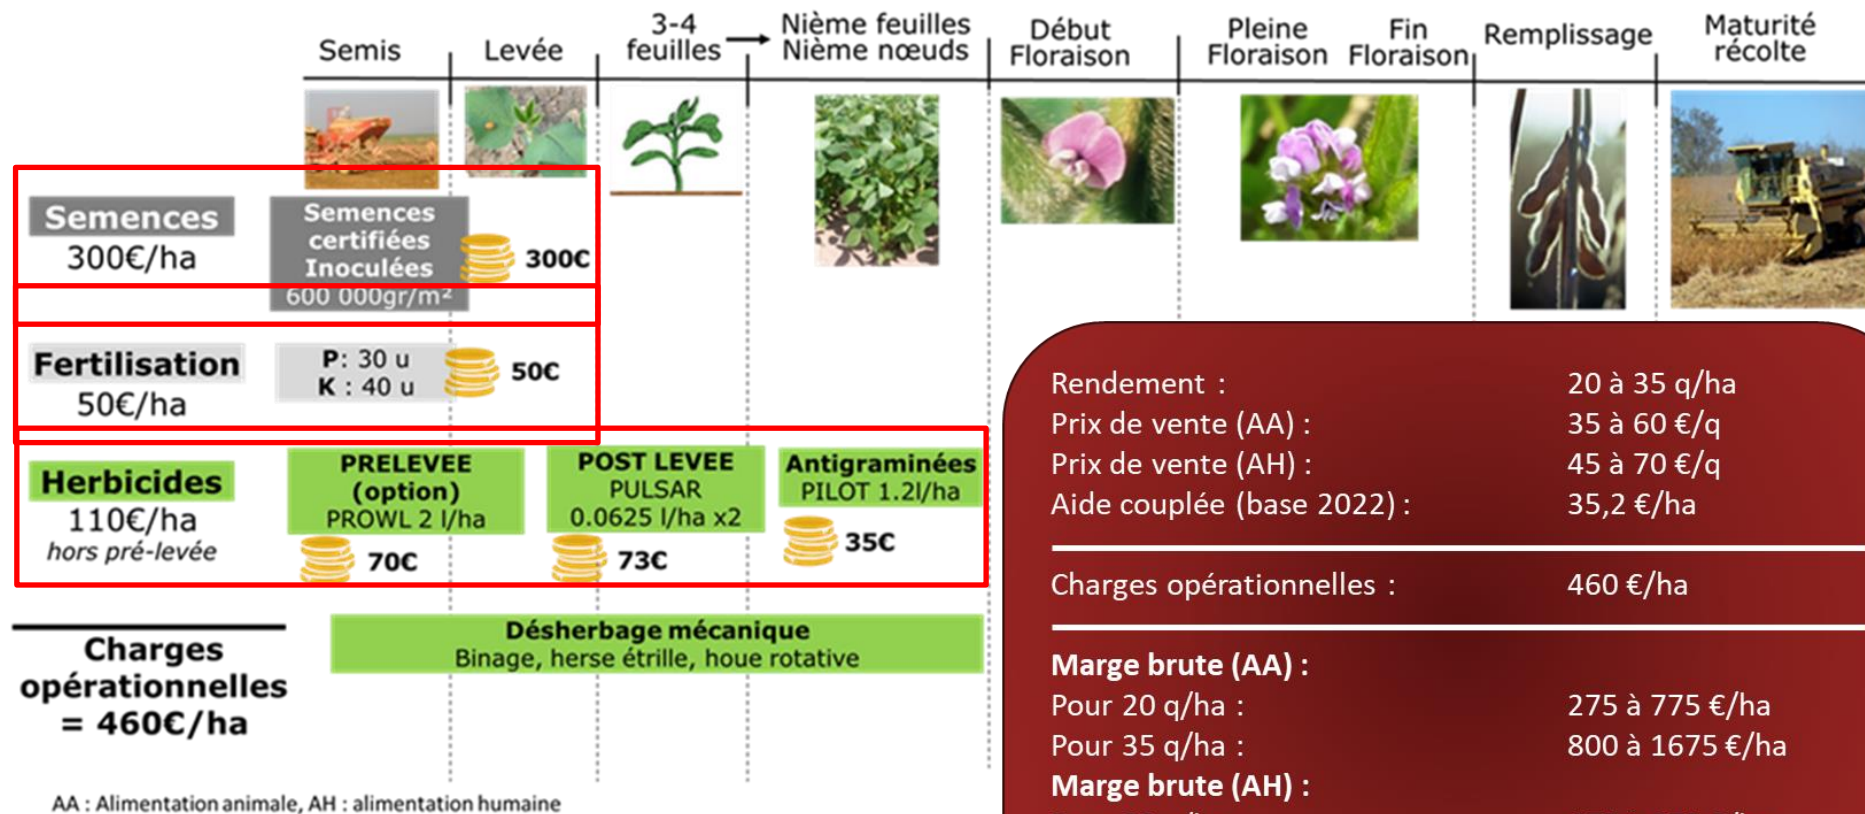 Semis
Levée
3-4
feuilles
Nième feuilles
Nième nœuds
Début
Floraison
Pleine
Floraison
Fin
Floraison
Remplissage
Maturité
récolte
Semences
300€/ha
Semences
certifiées
Inoculées
600 000gr/m²
300€
Fertilisation
50€/ha
P: 30 u
K : 40 u
50€
Herbicides
110€/ha
hors pré-levée
PRELEVEE
(option)
PROWL 2 l/ha
70€
POST LEVEE
PULSAR
0.0625 l/ha x2
73€
Antigraminées
PILOT 1.2l/ha
35€
Désherbage mécanique
Binage, herse étrille, houe rotative
Charges
opérationnelles
= 460€/ha
AA : Alimentation animale, AH : alimentation humaine
Rendement : 20 à 35 q/ha
Prix de vente (AA) : 35 à 60 €/q
Prix de vente (AH) : 45 à 70 €/q
Aide couplée (base 2022) : 35,2 €/ha
Charges opérationnelles : 460 €/ha
Marge brute (AA) :
Pour 20 q/ha : 275 à 775 €/ha
Pour 35 q/ha : 800 à 1675 €/ha
Marge brute (AH) :